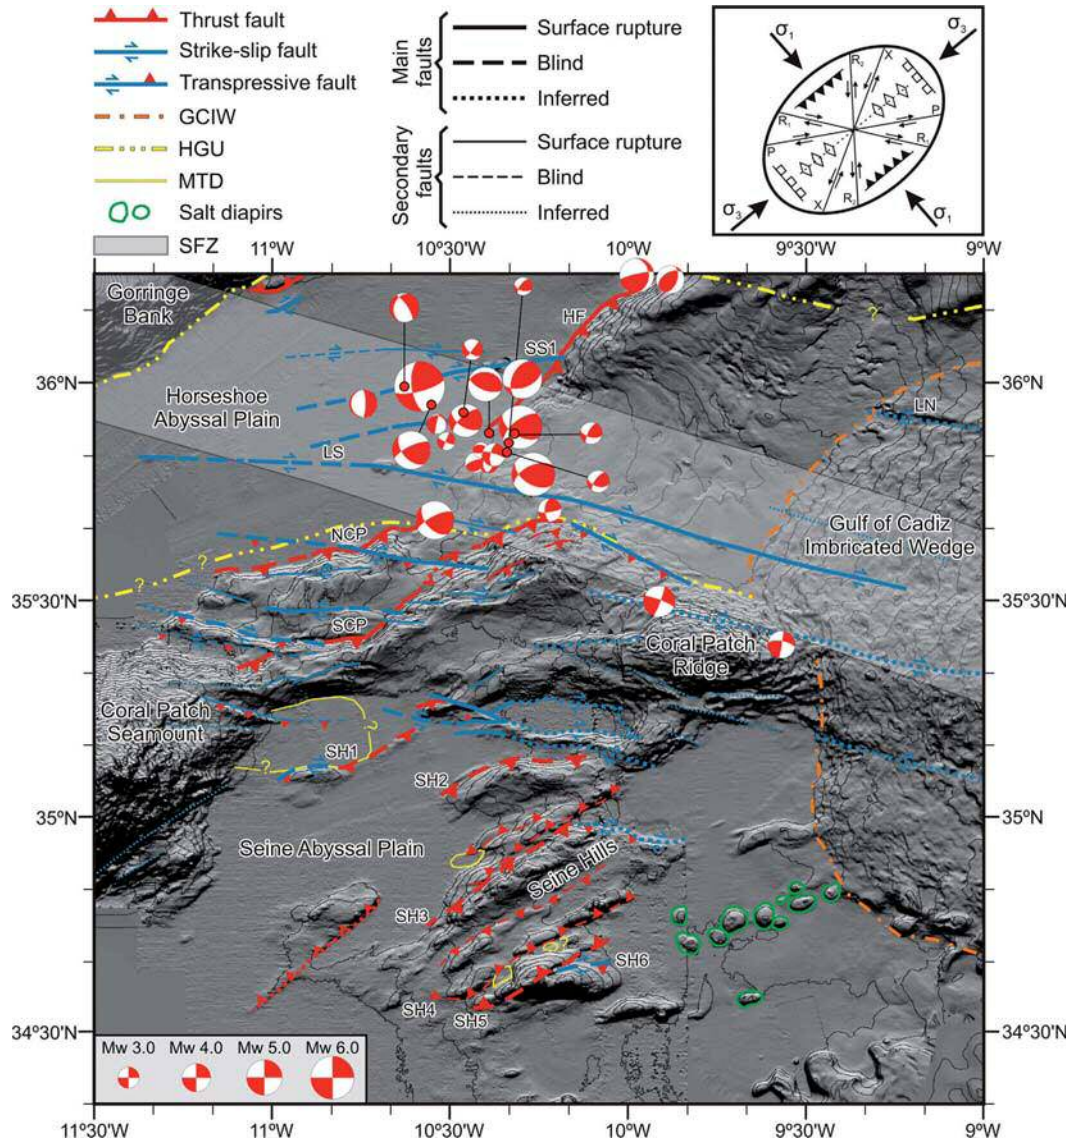 Thrust fault
Strike-slip fault
Transpressive fault
GCIW
HGU
MTD
Salt diapirs
SFZ
Main
faults
Surface rupture
Blind
Inferred
Secondary
faults
Surface rupture
Blind
Inferred
σ1
σ3
R2
X
P
R1
R1
P
X
R2
σ3
σ1
11°W
10°30'W
10°W
9°30'W
9°W
Gorringe
Bank
HF
?
SS1
36°N
36°N
Horseshoe
Abyssal Plain
LN
LS
Gulf of Cadiz
Imbricated Wedge
NCP
?
?
35°30'N
35°30'N
SCP
Coral Patch
Ridge
Coral Patch
Seamount
?
SH1
?
SH2
35°N
35°N
Seine Abyssal Plain
Seine Hills
SH3
?
SH6
SH4
SH5
34°30'N
34°30'N
Mw 3.0
Mw 4.0
Mw 5.0
Mw 6.0
11°30'W
11°W
10°30'W
10°W
9°30'W
9°W